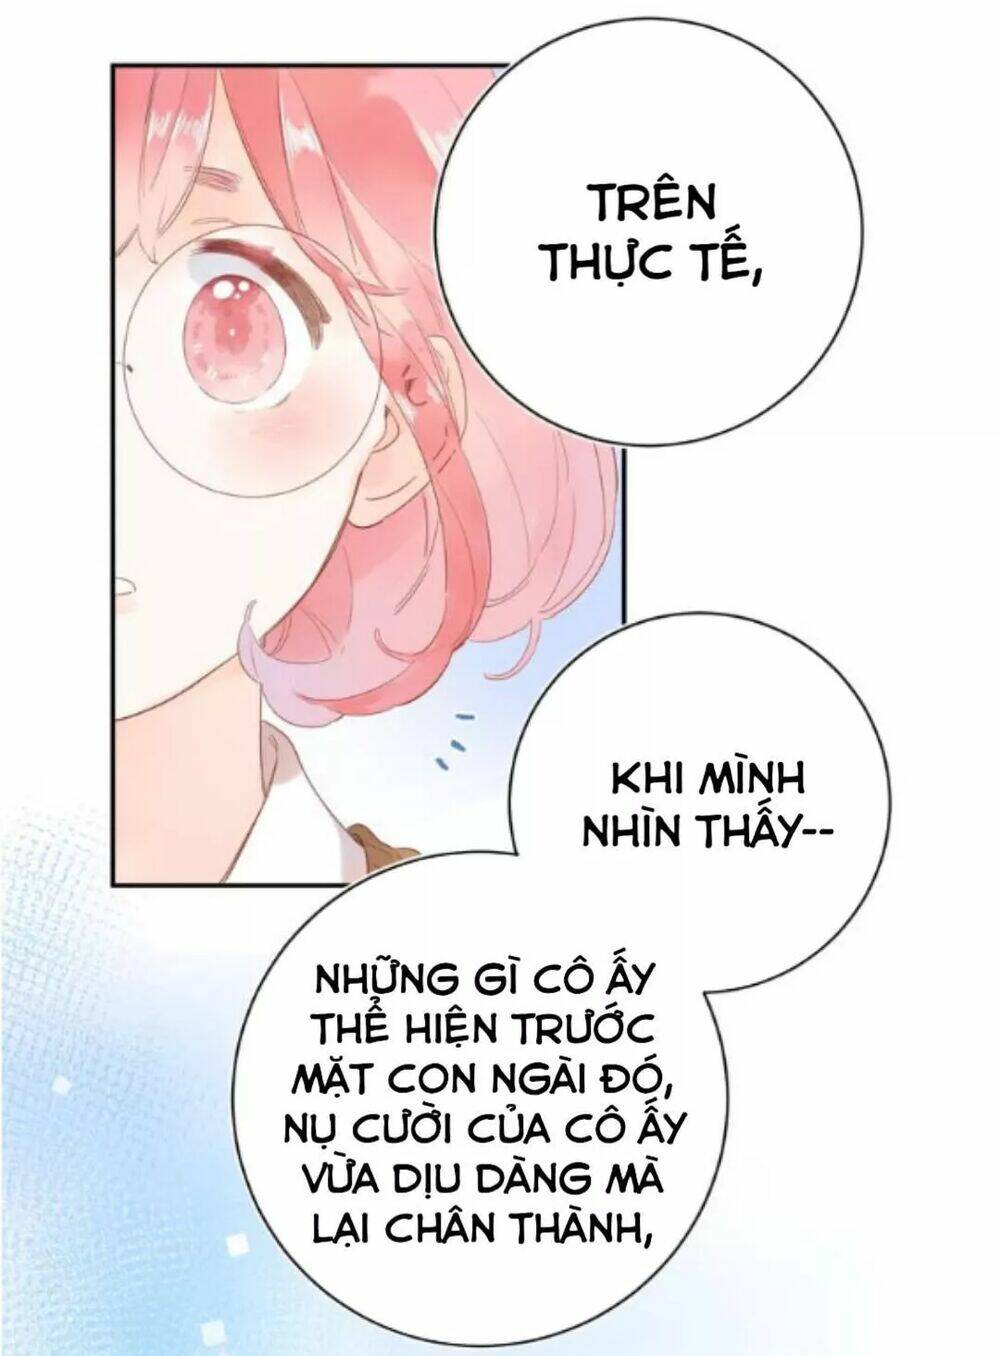 TRÊN
THỰC TẾ,
KHI MÌNH
NHÌN THẤY--
NHỮNG GÌ CÔ ẤY
THỂ HIỆN TRƯỚC
MẶT CON NGÀI ĐÓ,
NỤ CƯỜI CỦA CÔ ẤY
VỪA DỊU DÀNG MÀ
LẠI CHÂN THÀNH,